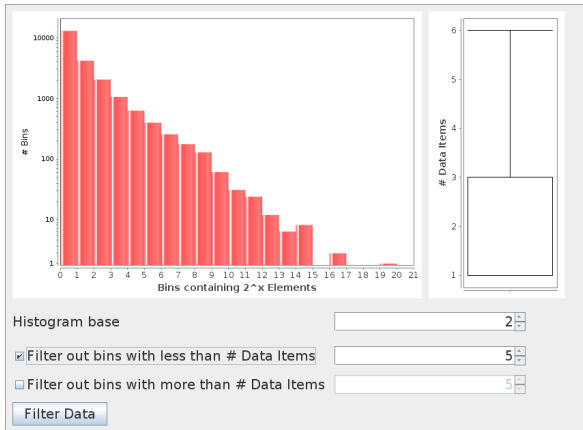 10000
1000
100
10
1
# Bins
0 1 2 3 4 5 6 7 8 9 10 11 12 13 14 15 16 17 18 19 20 21
Bins containing 2^x Elements
6
5
4
3
2
1
# Data Items
Histogram base 2
Filter out bins with less than # Data Items 5
Filter out bins with more than # Data Items 5
Filter Data